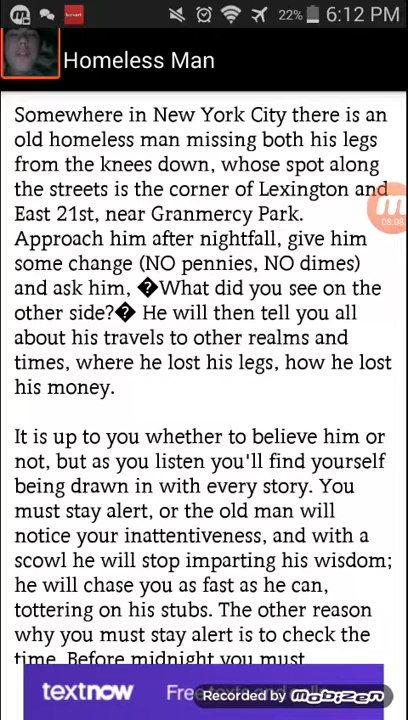 22% 6:12 PM
Homeless Man
Somewhere in New York City there is an
old homeless man missing both his legs
from the knees down, whose spot along
the streets is the corner of Lexington and
East 21st, near Granmercy Park.
08:08
Approach him after nightfall, give him
some change (NO pennies, NO dimes)
and ask him, �What did you see on the
other side?� He will then tell you all
about his travels to other realms and
times, where he lost his legs, how he lost
his money.
It is up to you whether to believe him or
not, but as you listen you'll find yourself
being drawn in with every story. You
must stay alert, or the old man will
notice your inattentiveness, and with a
scowl he will stop imparting his wisdom;
he will chase you as fast as he can,
tottering on his stubs. The other reason
why you must stay alert is to check the
time. Before midnight you must
textnow Free
Recorded by mobizen